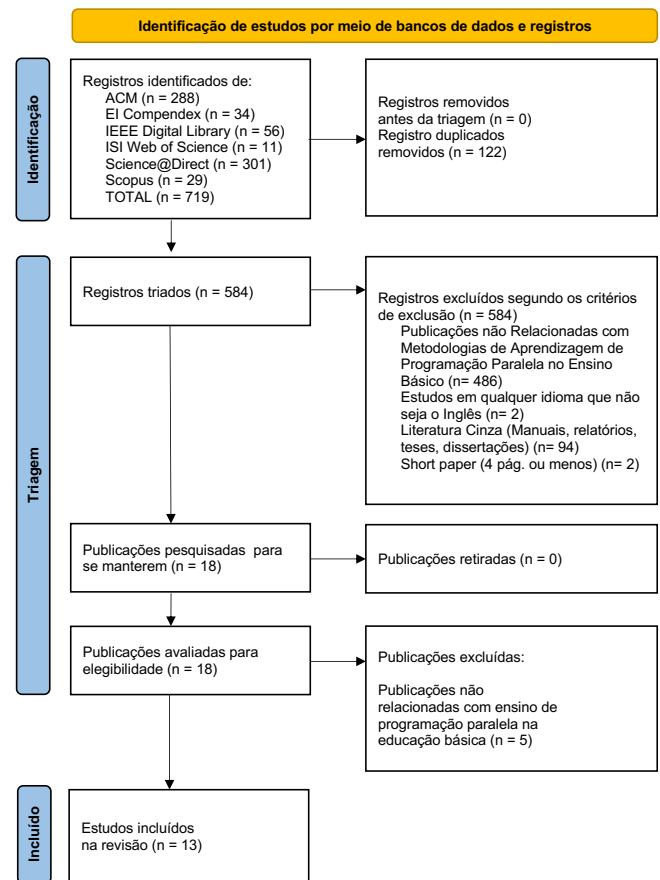 Identificação de estudos por meio de bancos de dados e registros
Identificação
Registros identificados de:
ACM (n = 288)
EI Compendex (n = 34)
IEEE Digital Library (n = 56)
ISI Web of Science (n = 11)
Science@Direct (n = 301)
Scopus (n = 29)
TOTAL (n = 719)
Registros removidos
antes da triagem (n = 0)
Registro duplicados
removidos (n = 122)
Triagem
Registros triados (n = 584)
Registros excluídos segundo os critérios
de exclusão (n = 584)
Publicações não Relacionadas com
Metodologias de Aprendizagem de
Programação Paralela no Ensino
Básico (n= 486)
Estudos em qualquer idioma que não
seja o Inglês (n= 2)
Literatura Cinza (Manuais, relatórios,
teses, dissertações) (n= 94)
Short paper (4 pág. ou menos) (n= 2)
Publicações pesquisadas para
se manterem (n = 18)
Publicações retiradas (n = 0)
Publicações avaliadas para
elegibilidade (n = 18)
Publicações excluídas:
Publicações não
relacionadas com ensino de
programação paralela na
educação básica (n = 5)
Incluído
Estudos incluídos
na revisão (n = 13)